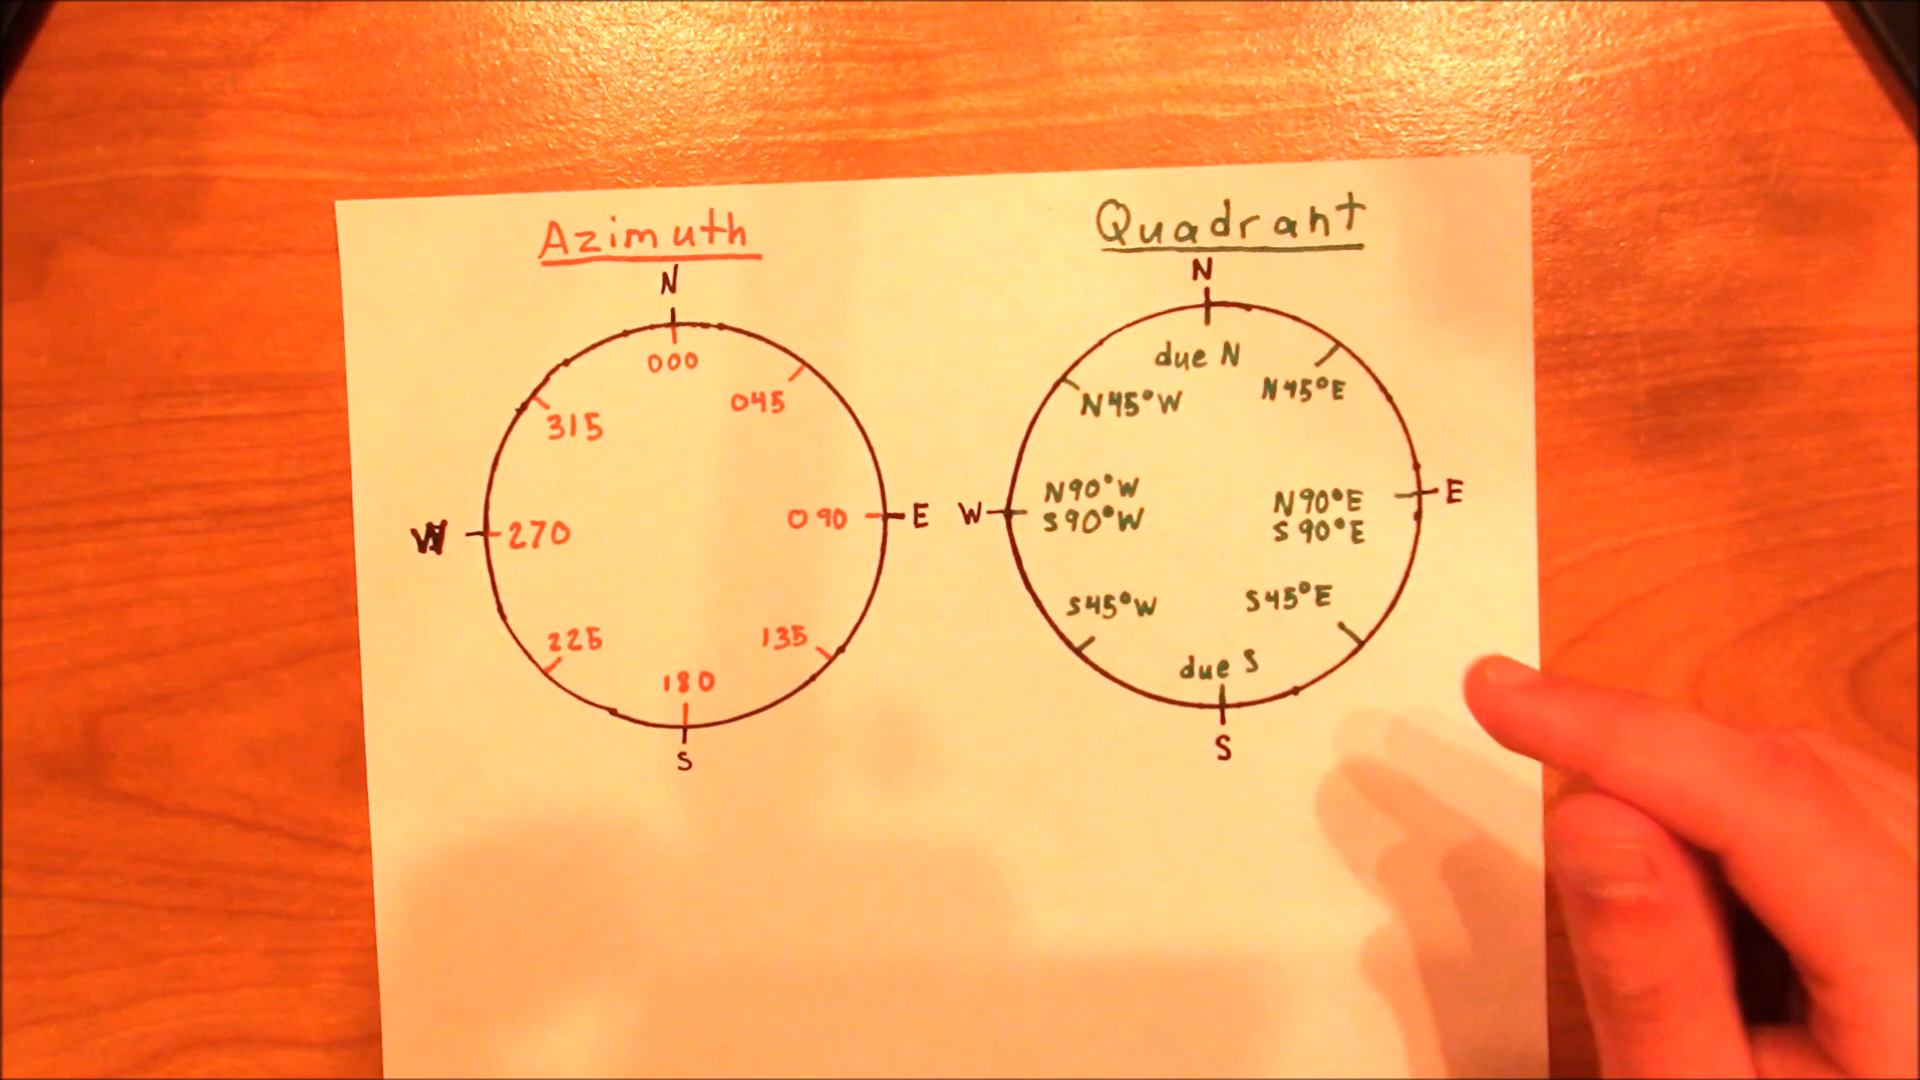 Azimuth
N
000
045
315
090
E
W
270
225
135
180
S
Quadrant
N
due N
N45°E
N45°W
N90°W
S90°W
W
N90°E
S90°E
E
S45°W
S45°E
due S
S